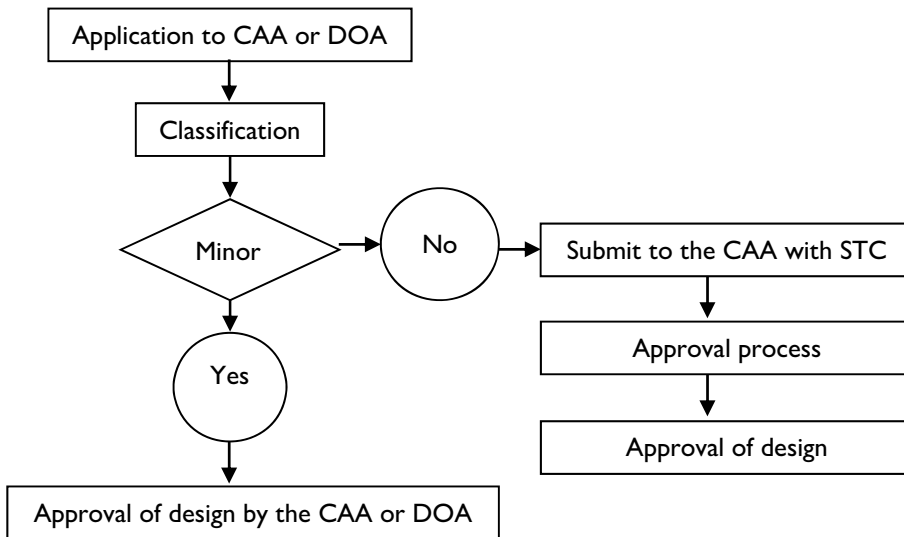 Application to CAA or DOA
Classification
Minor
No
Submit to the CAA with STC
Approval process
Yes
Approval of design
Approval of design by the CAA or DOA